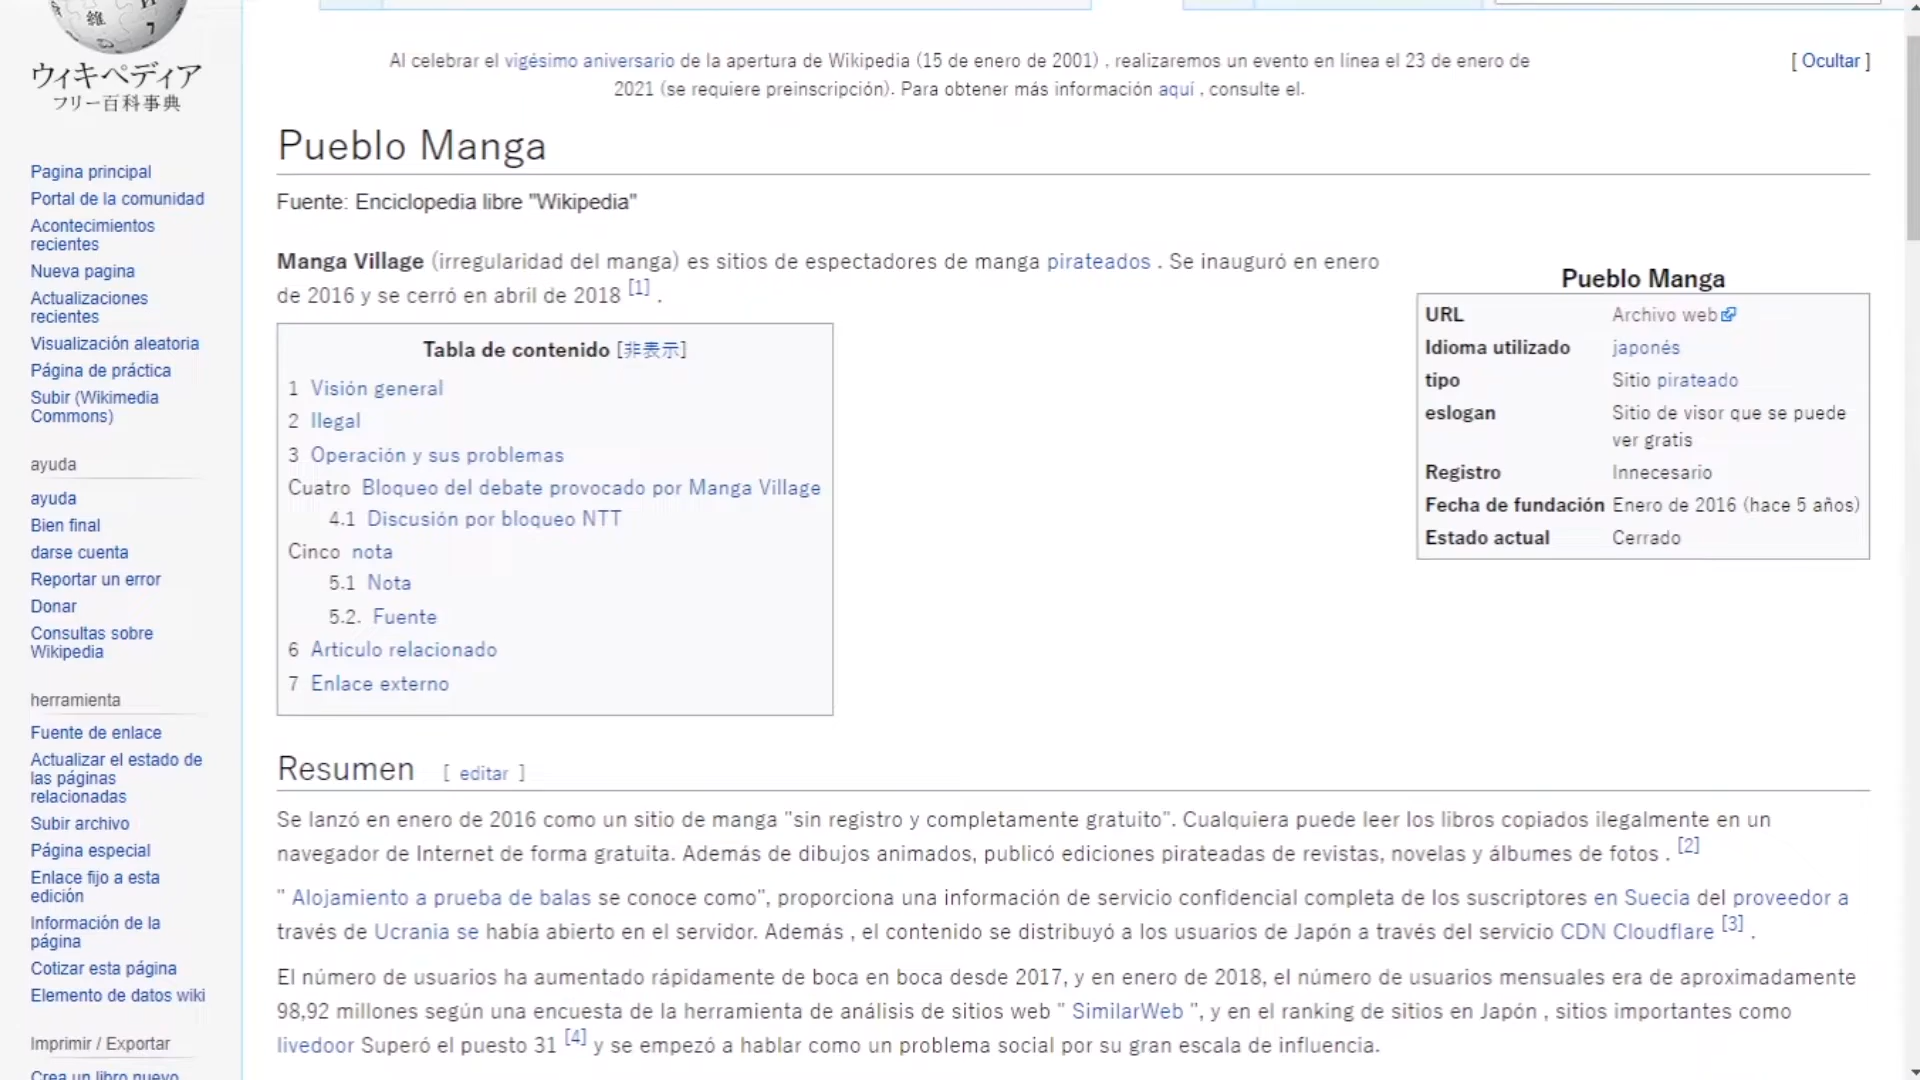 ウィキペディア
フリー百科事典
Pagina principal
Portal de la comunidad
Acontecimientos
recientes
Nueva pagina
Actualizaciones
recientes
Visualización aleatoria
Página de práctica
Subir (Wikimedia
Commons)
ayuda
ayuda
Bien final
darse cuenta
Reportar un error
Donar
Consultas sobre
Wikipedia
herramienta
Fuente de enlace
Actualizar el estado de
las páginas
relacionadas
Subir archivo
Página especial
Enlace fijo a esta
edición
Información de la
página
Cotizar esta página
Elemento de datos wiki
Imprimir / Exportar
Crea un libro nuevo
Al celebrar el vigésimo aniversario de la apertura de Wikipedia (15 de enero de 2001) , realizaremos un evento en línea el 23 de enero de
2021 (se requiere preinscripción). Para obtener más información aquí , consulte el.
[ Ocultar ]
Pueblo Manga
Fuente: Enciclopedia libre "Wikipedia"
Manga Village (irregularidad del manga) es sitios de espectadores de manga pirateados . Se inauguró en enero
de 2016 y se cerró en abril de 2018 [1] .
Tabla de contenido [非表示]
1 Visión general
2 Ilegal
3 Operación y sus problemas
Cuatro Bloqueo del debate provocado por Manga Village
4.1 Discusión por bloqueo NTT
Cinco nota
5.1 Nota
5.2. Fuente
6 Artículo relacionado
7 Enlace externo
Pueblo Manga
URL Archivo web
Idioma utilizado japonés
tipo Sitio pirateado
eslogan Sitio de visor que se puede
ver gratis
Registro Innecesario
Fecha de fundación Enero de 2016 (hace 5 años)
Estado actual Cerrado
Resumen [ editar ]
Se lanzó en enero de 2016 como un sitio de manga "sin registro y completamente gratuito". Cualquiera puede leer los libros copiados ilegalmente en un
navegador de Internet de forma gratuita. Además de dibujos animados, publicó ediciones pirateadas de revistas, novelas y álbumes de fotos . [2]
" Alojamiento a prueba de balas se conoce como", proporciona una información de servicio confidencial completa de los suscriptores en Suecia del proveedor a
través de Ucrania se había abierto en el servidor. Además , el contenido se distribuyó a los usuarios de Japón a través del servicio CDN Cloudflare [3] .
El número de usuarios ha aumentado rápidamente de boca en boca desde 2017, y en enero de 2018, el número de usuarios mensuales era de aproximadamente
98,92 millones según una encuesta de la herramienta de análisis de sitios web " SimilarWeb ", y en el ranking de sitios en Japón , sitios importantes como
livedoor Superó el puesto 31 [4] y se empezó a hablar como un problema social por su gran escala de influencia.